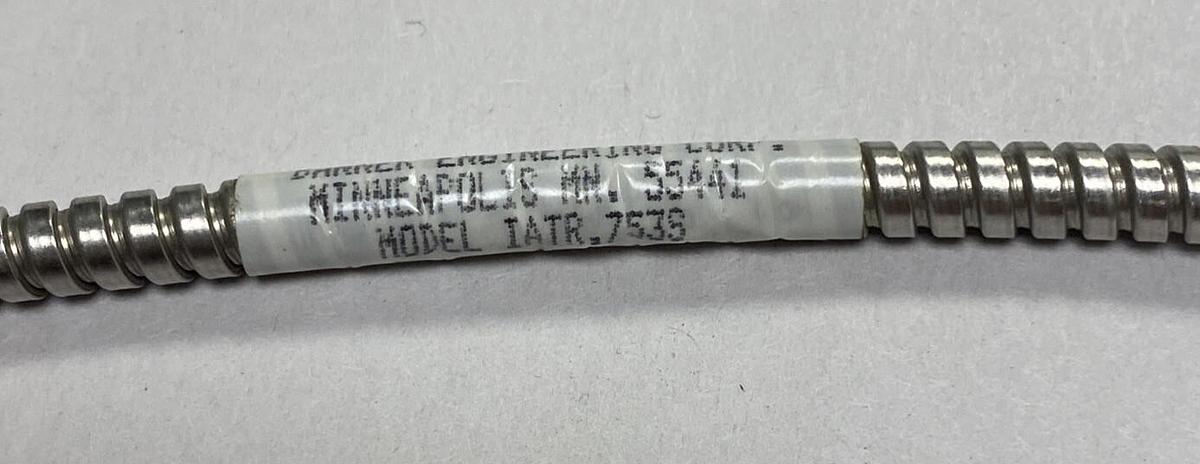 BANNER ENGINEERING CORP.
MINNEAPOLIS MN. 55441
MODEL IATR.753S